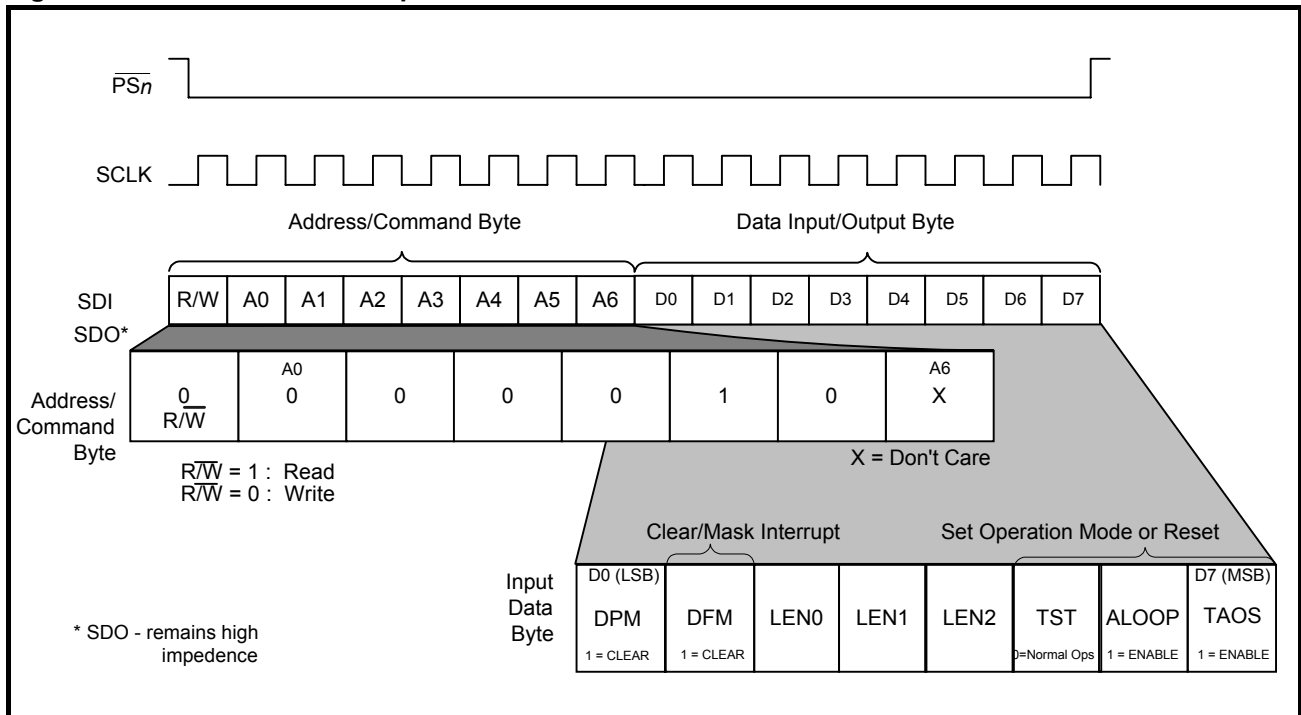 PSn
SCLK
Address/Command Byte Data Input/Output Byte
SDI R/W A0 A1 A2 A3 A4 A5 A6 D0 D1 D2 D3 D4 D5 D6 D7
SDO*
A0 A6
Address/
Command
Byte
0 0 0 0 0 1 0 X
R/W
X = Don't Care
R/W = 1 : Read
R/W = 0 : Write
Clear/Mask Interrupt Set Operation Mode or Reset
Input
Data
Byte
D0 (LSB) D7 (MSB)
DPM DFM LEN0 LEN1 LEN2 TST ALOOP TAOS
1 = CLEAR 1 = CLEAR 0=Normal Ops 1 = ENABLE 1 = ENABLE
* SDO - remains high
impedence